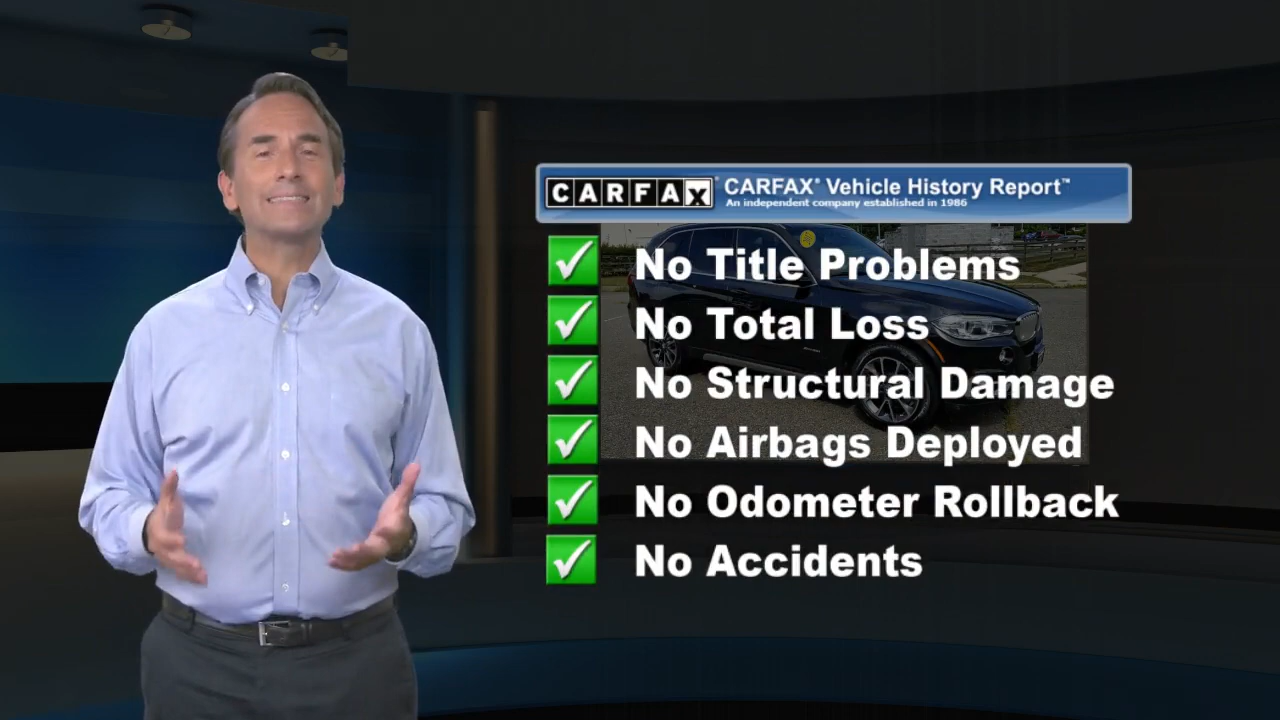 CARFAX® CARFAX® Vehicle History Report™
An independent company established in 1986
No Title Problems
No Total Loss
No Structural Damage
No Airbags Deployed
No Odometer Rollback
No Accidents